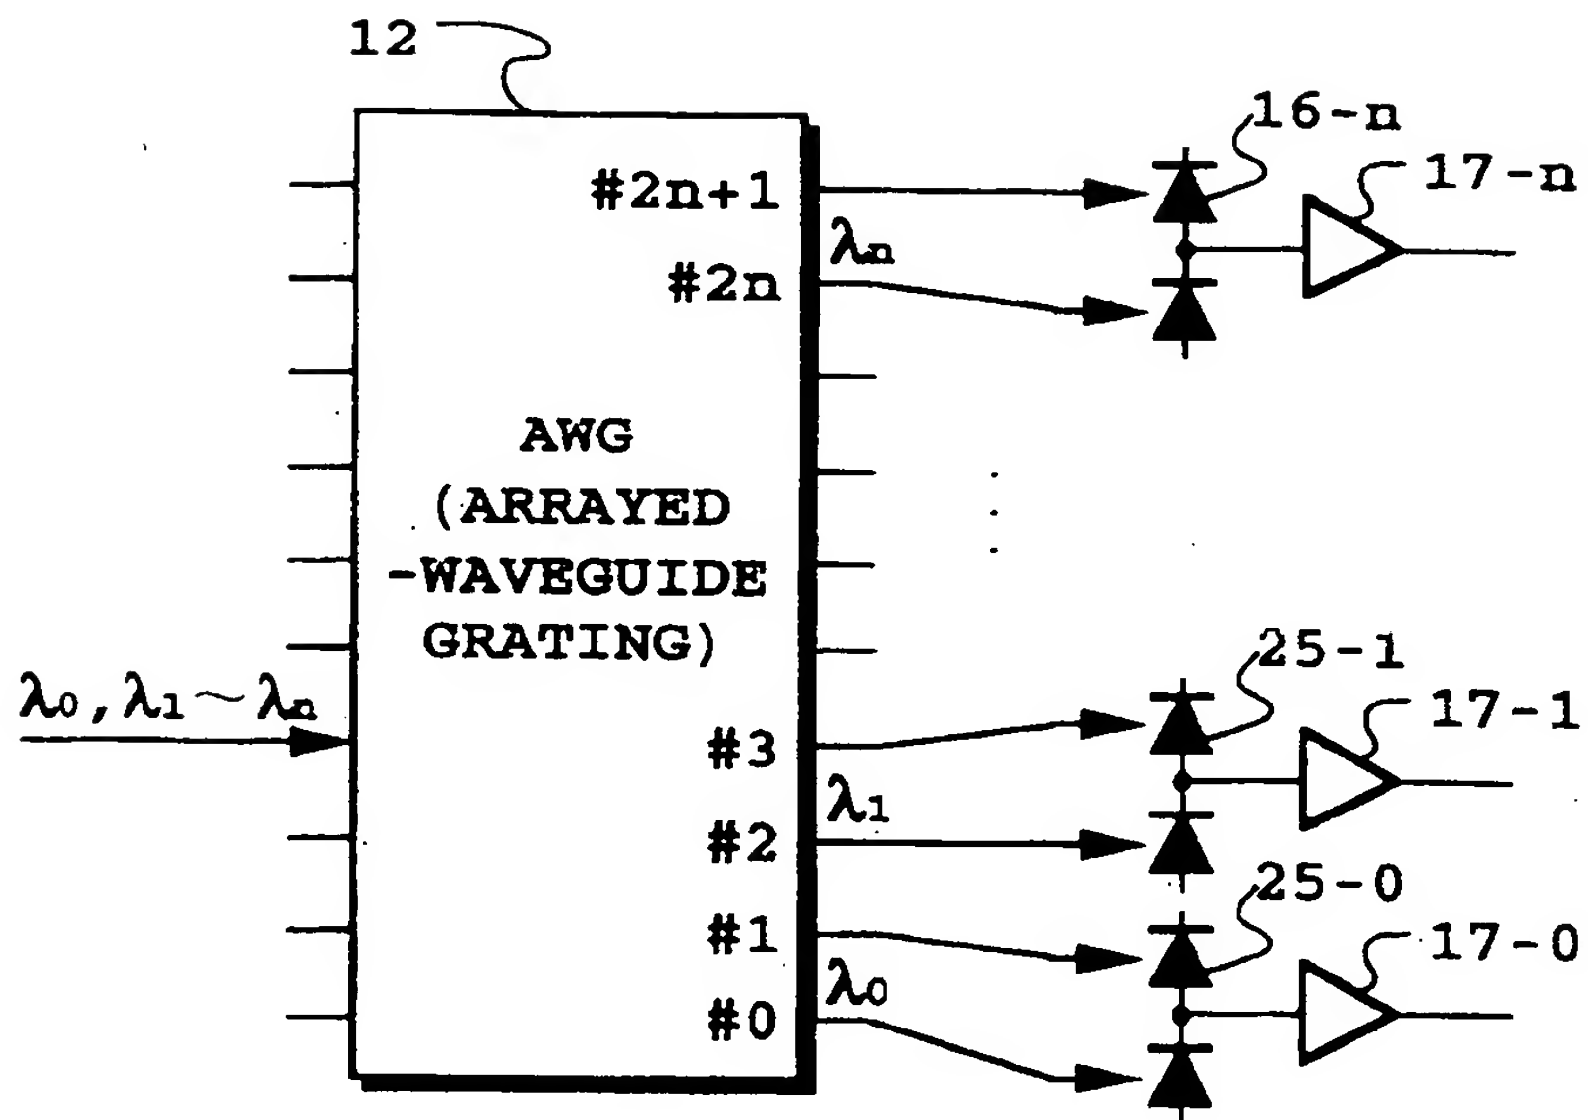 12
16-n
#2n+1
17-n
λn
#2n
AWG
(ARRAYED
-WAVEGUIDE
GRATING)
25-1
λ0,λ1~λn
17-1
#3
λ1
#2
25-0
#1
17-0
λ0
#0